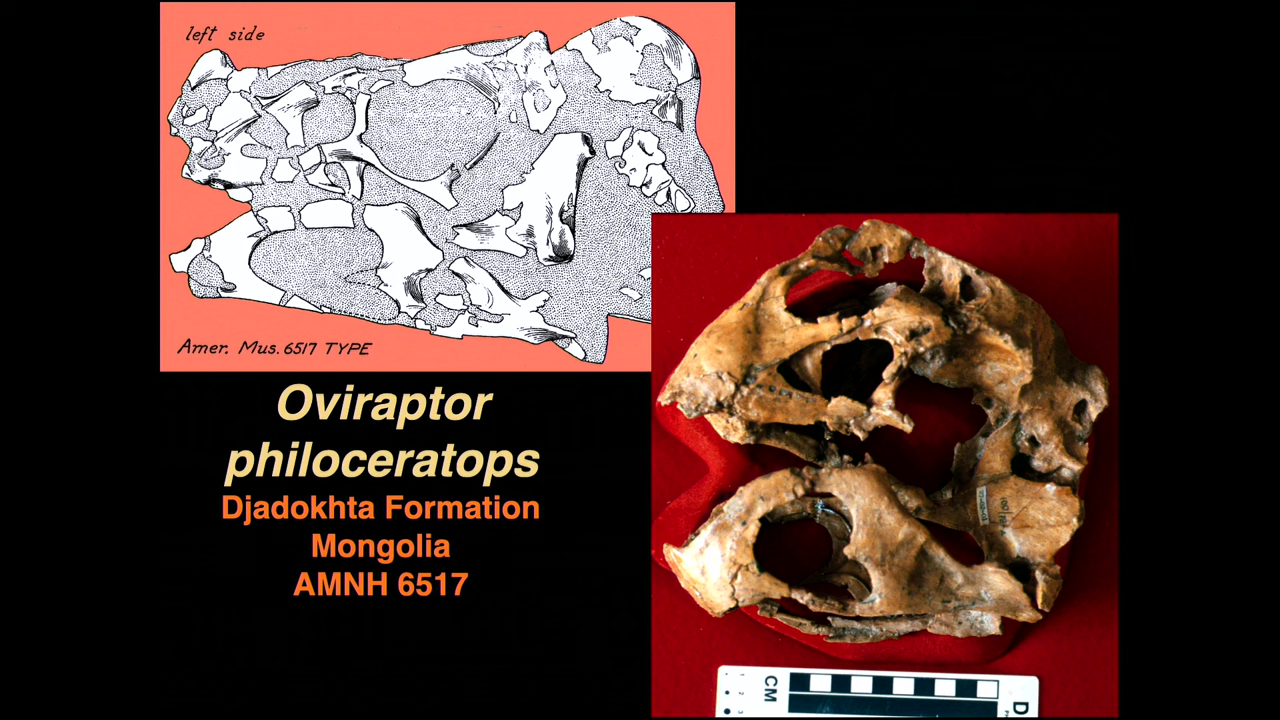 left side
Amer. Mus. 6517 TYPE
Oviraptor
philoceratops
Djadokhta Formation
Mongolia
AMNH 6517
CM
D